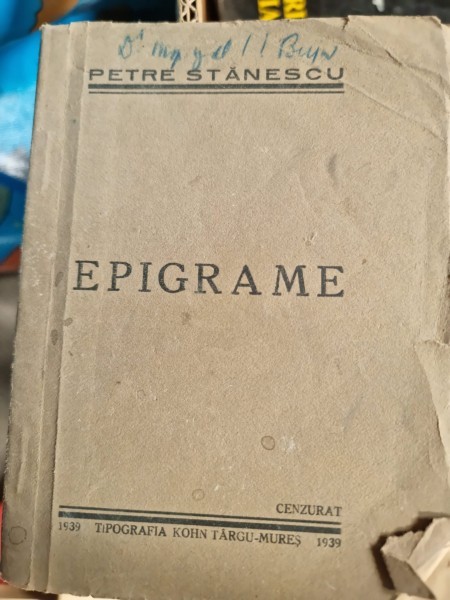 PETRE STĂNESCU
EPIGRAME
CENZURAT
1939 TIPOGRAFIA KOHN TÂRGU-MUREȘ 1939